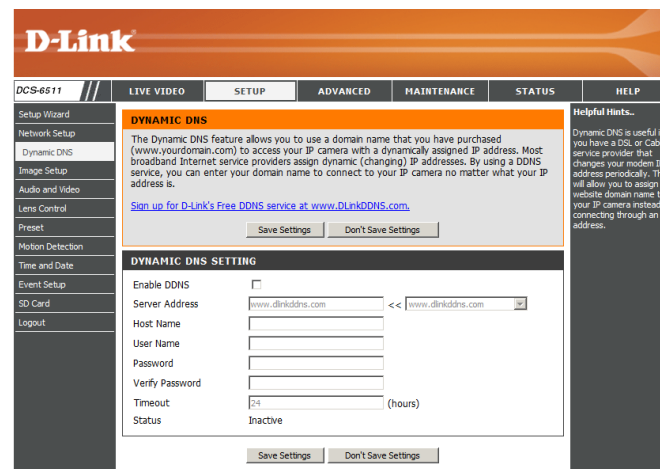 D-Link
DCS-6511
LIVE VIDEO
SETUP
ADVANCED
MAINTENANCE
STATUS
HELP
Setup Wizard
Network Setup
Dynamic DNS
Image Setup
Audio and Video
Lens Control
Preset
Motion Detection
Time and Date
Event Setup
SD Card
Logout
DYNAMIC DNS
The Dynamic DNS feature allows you to use a domain name that you have purchased
(www.yourdomain.com) to access your IP camera with a dynamically assigned IP address. Most
broadband Internet service providers assign dynamic (changing) IP addresses. By using a DDNS
service, you can enter your domain name to connect to your IP camera no matter what your IP
address is.
Sign up for D-Link's Free DDNS service at www.DLinkDDNS.com.
Save Settings
Don't Save Settings
DYNAMIC DNS SETTING
Enable DDNS
Server Address
www.dlinkddns.com
<<
www.dlinkddns.com
Host Name
User Name
Password
Verify Password
Timeout
24
(hours)
Status
Inactive
Save Settings
Don't Save Settings
Helpful Hints..
Dynamic DNS is useful
you have a DSL or
service provider that
changes your modem
address periodically.
will allow you to assign
website domain name
your IP camera instead
connecting through an
address.